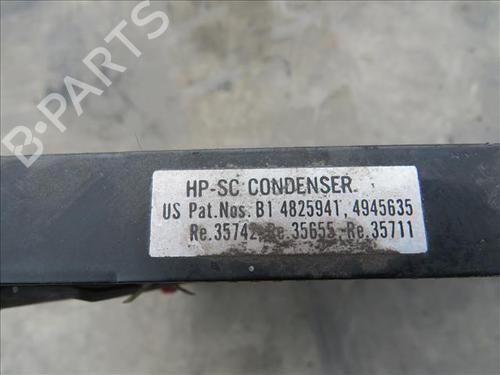 B-PARTS
HP-SC CONDENSER
US Pat. Nos. B1 4825941, 4945635
Re.35742, Re.35655, Re.35711